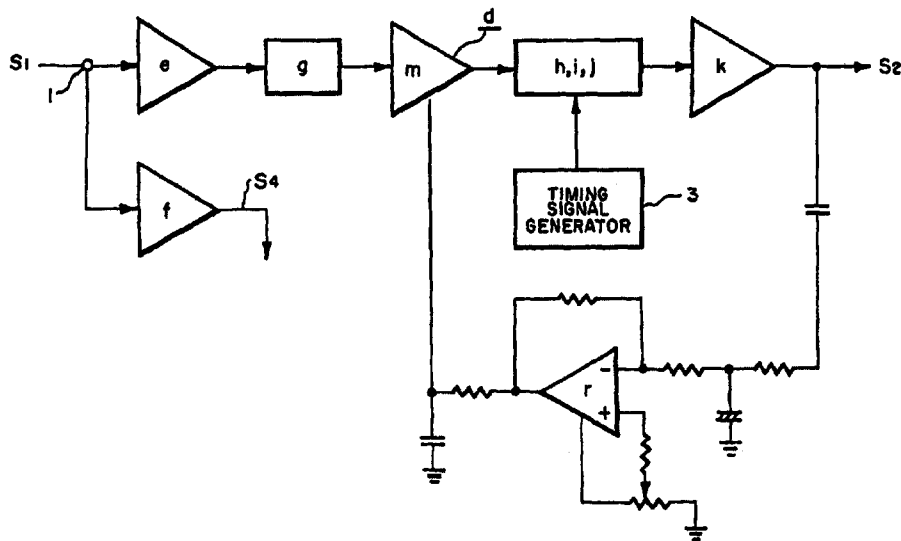 S1
1
e
g
m
d
h,i,j
k
S2
f
S4
TIMING
SIGNAL
GENERATOR
3
r
-
+